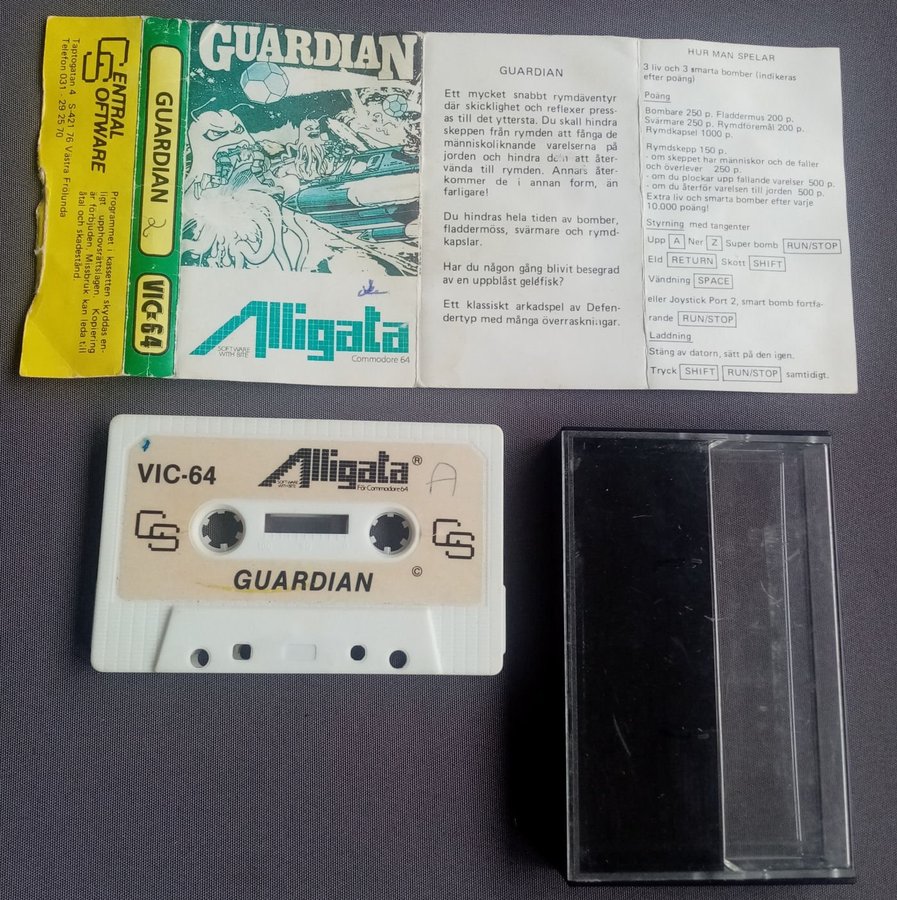 CENTRAL
SOFTWARE
Taptogatan 4 S-421 76 Västra Frölunda
Telefon 031 - 29 25 70
Programmet i kassetten skyddas en-
ligt upphovsrättslagen. Kopiering
är förbjuden. Missbruk kan leda till
åtal och skadestånd.
GUARDIAN 2
VIC-64
GUARDIAN
Alligata
SOFTWARE
WITH BITE
Commodore 64
GUARDIAN
Ett mycket snabbt rymdäventyr
där skicklighet och reflexer press-
as till det yttersta. Du skall hindra
skeppen från rymden att fånga de
människoliknande varelserna på
jorden och hindra dem att åter-
vända till rymden. Annars åter-
kommer de i annan form, än
farligare!
Du hindras hela tiden av bomber,
fladdermöss, svärmare och rymd-
kapslar.
Har du någon gång blivit besegrad
av en uppblåst geléfisk?
Ett klassiskt arkadspel av Defen-
dertyp med många överraskningar.
HUR MAN SPELAR
3 liv och 3 smarta bomber (indikeras
efter poäng)
Poäng
Bombare 250 p. Fladdermus 200 p.
Svärmare 250 p. Rymdföremål 200 p.
Rymdkapsel 1000 p.
Rymdskepp 150 p.
- om skeppet har människor och de faller
och överlever 250 p.
- om du plockar upp fallande varelser 500 p.
- om du återför varelsen till jorden 500 p.
Extra liv och smarta bomber efter varje
10.000 poäng!
Styrning med tangenter
Upp A Ner Z Super bomb RUN/STOP
Eld RETURN Skott SHIFT
Vändning SPACE
eller Joystick Port 2, smart bomb fortfa-
rande RUN/STOP
Laddning
Stäng av datorn, sätt på den igen.
Tryck SHIFT RUN/STOP samtidigt.
VIC-64
Alligata ®
SOFTWARE
WITH BITE
För Commodore 64
A
CS
CS
GUARDIAN ©